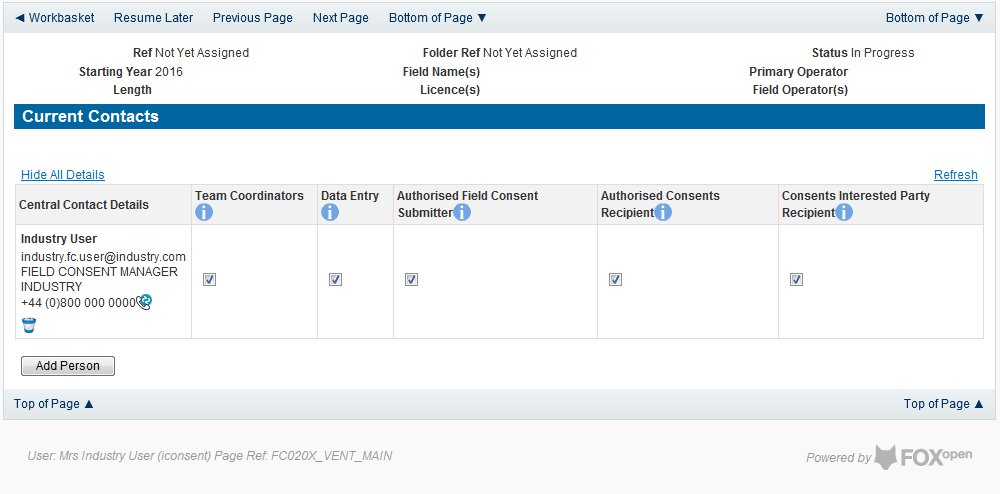 ◄ Workbasket Resume Later Previous Page Next Page Bottom of Page ▼ Bottom of Page ▼
Ref Not Yet Assigned Folder Ref Not Yet Assigned Status In Progress
Starting Year 2016 Field Name(s) Primary Operator
Length Licence(s) Field Operator(s)
Current Contacts
Hide All Details Refresh
Central Contact Details
Team Coordinators
Data Entry
Authorised Field Consent
Submitter
Authorised Consents
Recipient
Consents Interested Party
Recipient
Industry User
industry.fc.user@industry.com
FIELD CONSENT MANAGER
INDUSTRY
+44 (0)800 000 0000
Add Person
Top of Page ▲ Top of Page ▲
User: Mrs Industry User (iconsent) Page Ref: FC020X_VENT_MAIN
Powered by FOXopen